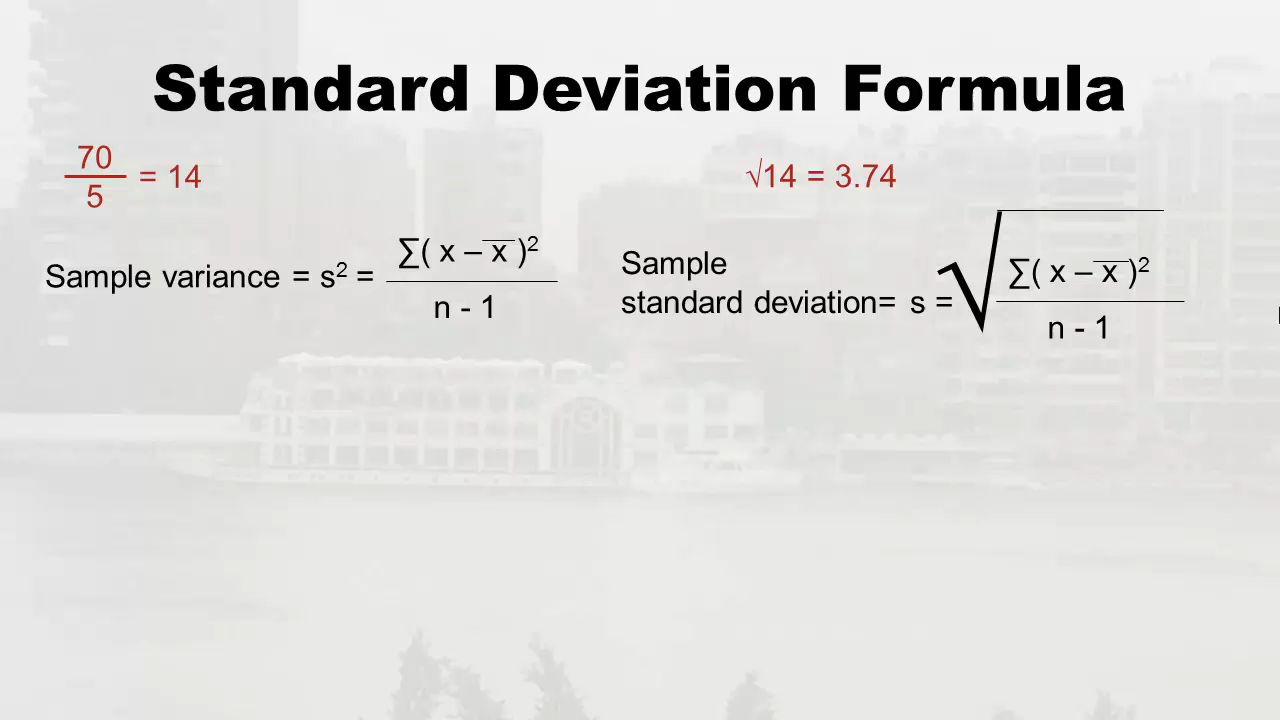 Standard Deviation Formula
70
5
= 14
√14 = 3.74
Sample variance = s² =
∑( x – x̅ )²
n - 1
Sample
standard deviation= s =
√
∑( x – x̅ )²
n - 1